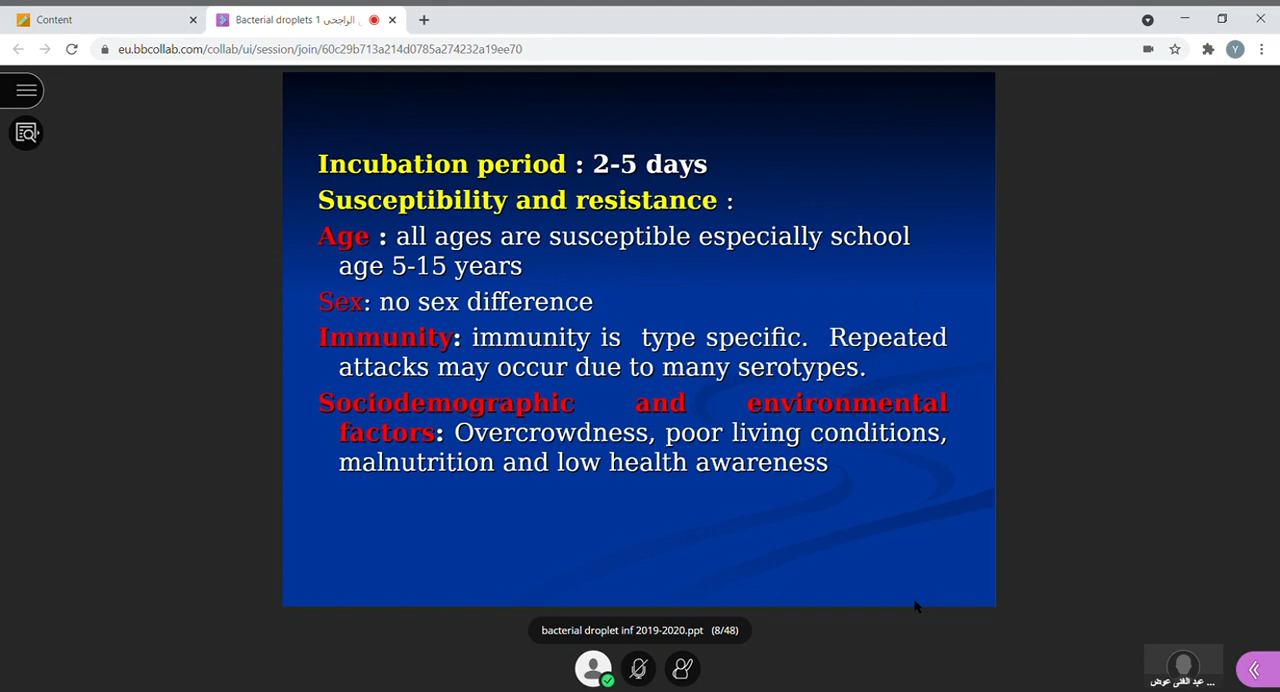 Content
Bacterial droplets 1 الراجحى
eu.bbcollab.com/collab/ui/session/join/60c29b713a214d0785a274232a19ee70
Y
Incubation period : 2-5 days
Susceptibility and resistance :
Age : all ages are susceptible especially school
age 5-15 years
Sex: no sex difference
Immunity: immunity is type specific. Repeated
attacks may occur due to many serotypes.
Sociodemographic and environmental
factors: Overcrowdness, poor living conditions,
malnutrition and low health awareness
bacterial droplet inf 2019-2020.ppt (8/48)
عبد الغنى عوض ...